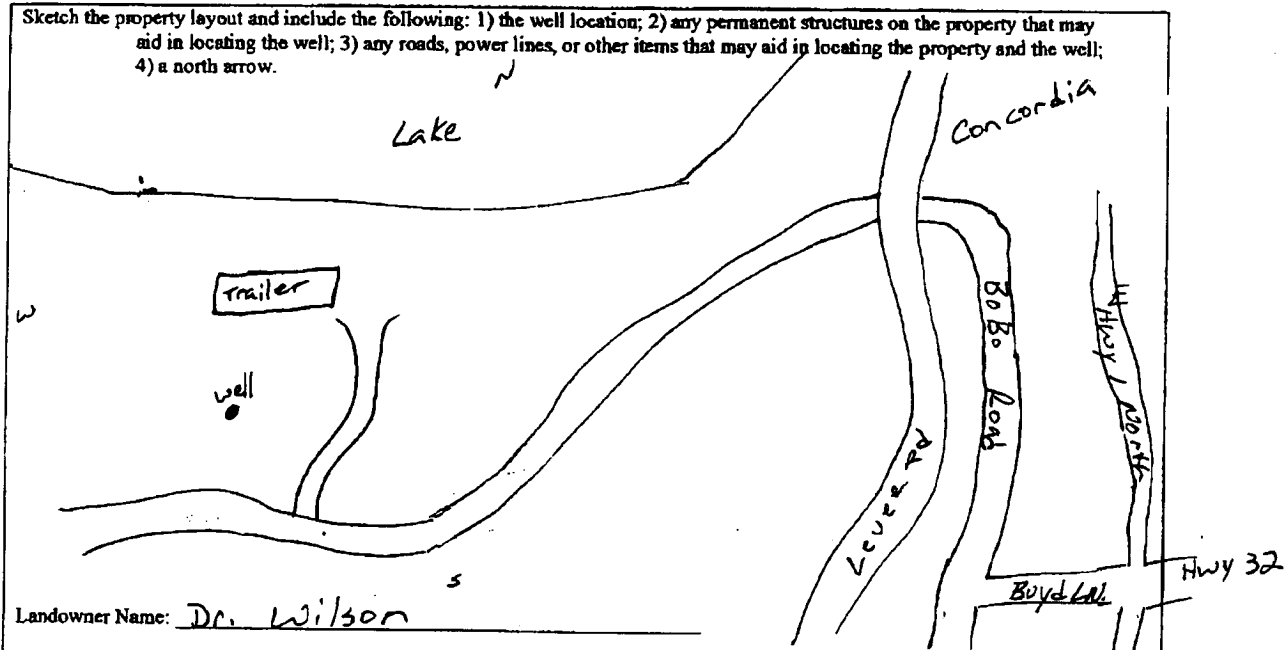 Sketch the property layout and include the following: 1) the well location; 2) any permanent structures on the property that may
aid in locating the well; 3) any roads, power lines, or other items that may aid in locating the property and the well;
4) a north arrow.
N
Lake
Concordia
Trailer
W
BoBo Road
E
Hwy 1 North
well
Levee Rd
S
Hwy 32
Boyd Ln.
Landowner Name: Dr. Wilson